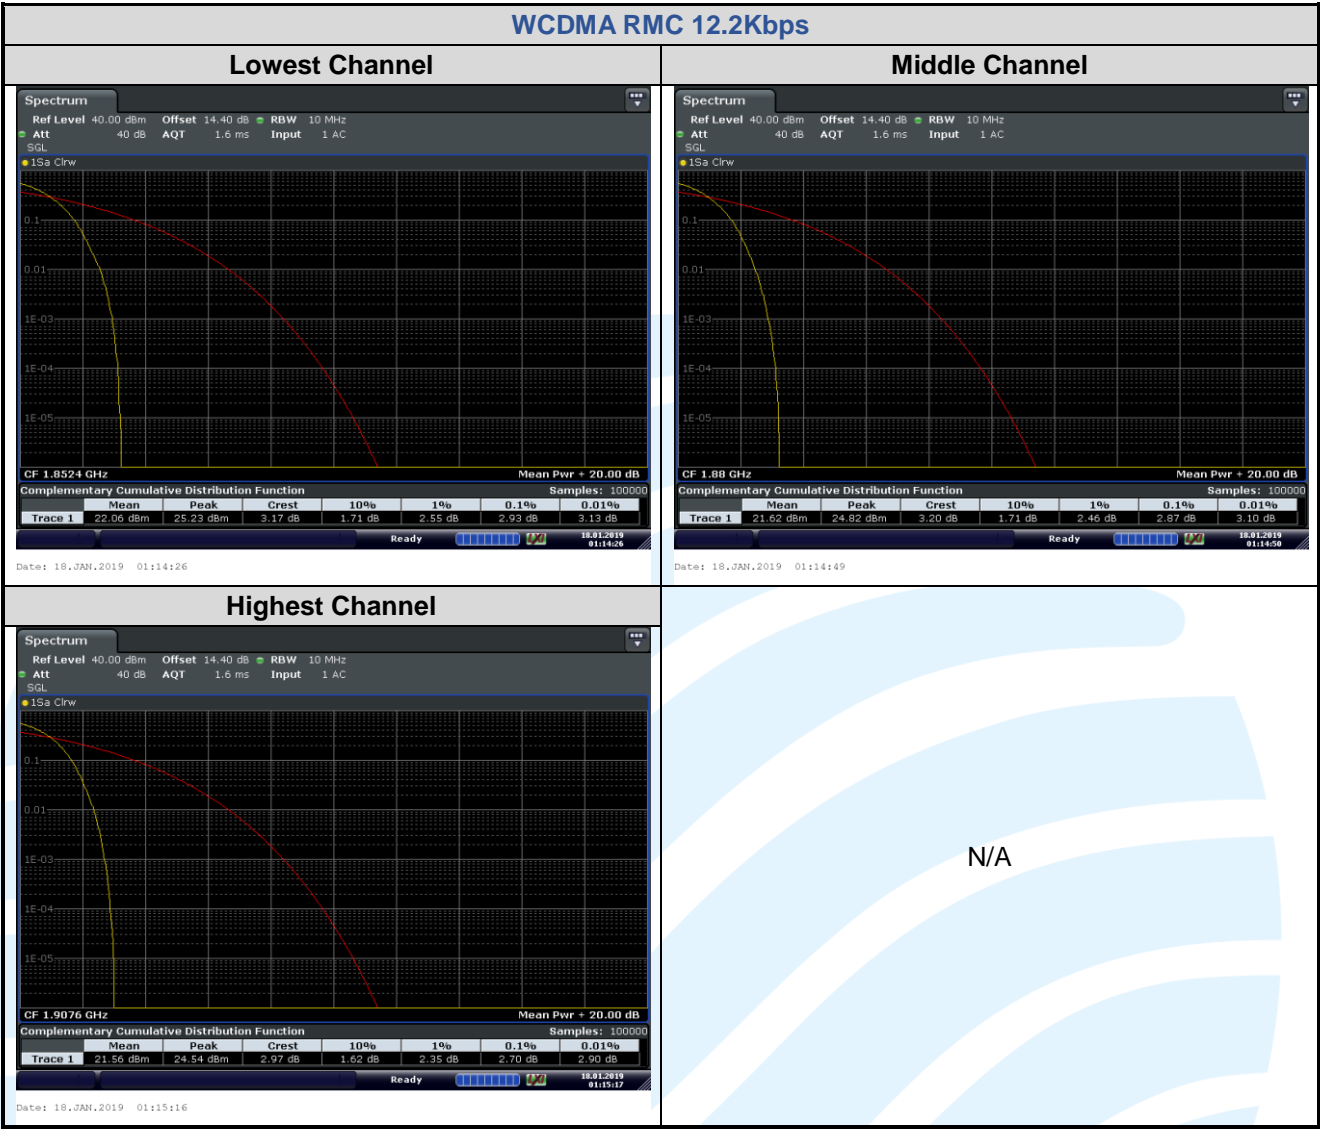 WCDMA RMC 12.2Kbps
Lowest Channel
Middle Channel
Spectrum
Ref Level 40.00 dBm Offset 14.40 dB RBW 10 MHz
Att 40 dB AQT 1.6 ms Input 1 AC
SGL
1Sa Clrw
0.1
0.01
1E-03
1E-04
1E-05
CF 1.8524 GHz Mean Pwr + 20.00 dB
Complementary Cumulative Distribution Function Samples: 100000
Mean Peak Crest 10% 1% 0.1% 0.01%
Trace 1 22.06 dBm 25.23 dBm 3.17 dB 1.71 dB 2.55 dB 2.93 dB 3.13 dB
Ready 18.01.2019
01:14:26
Date: 18.JAN.2019 01:14:26
Spectrum
Ref Level 40.00 dBm Offset 14.40 dB RBW 10 MHz
Att 40 dB AQT 1.6 ms Input 1 AC
SGL
1Sa Clrw
0.1
0.01
1E-03
1E-04
1E-05
CF 1.88 GHz Mean Pwr + 20.00 dB
Complementary Cumulative Distribution Function Samples: 100000
Mean Peak Crest 10% 1% 0.1% 0.01%
Trace 1 21.62 dBm 24.82 dBm 3.20 dB 1.71 dB 2.46 dB 2.87 dB 3.10 dB
Ready 18.01.2019
01:14:50
Date: 18.JAN.2019 01:14:49
Highest Channel
Spectrum
Ref Level 40.00 dBm Offset 14.40 dB RBW 10 MHz
Att 40 dB AQT 1.6 ms Input 1 AC
SGL
1Sa Clrw
0.1
0.01
1E-03
1E-04
1E-05
CF 1.9076 GHz Mean Pwr + 20.00 dB
Complementary Cumulative Distribution Function Samples: 100000
Mean Peak Crest 10% 1% 0.1% 0.01%
Trace 1 21.56 dBm 24.54 dBm 2.97 dB 1.62 dB 2.35 dB 2.70 dB 2.90 dB
Ready 18.01.2019
01:15:17
Date: 18.JAN.2019 01:15:16
N/A